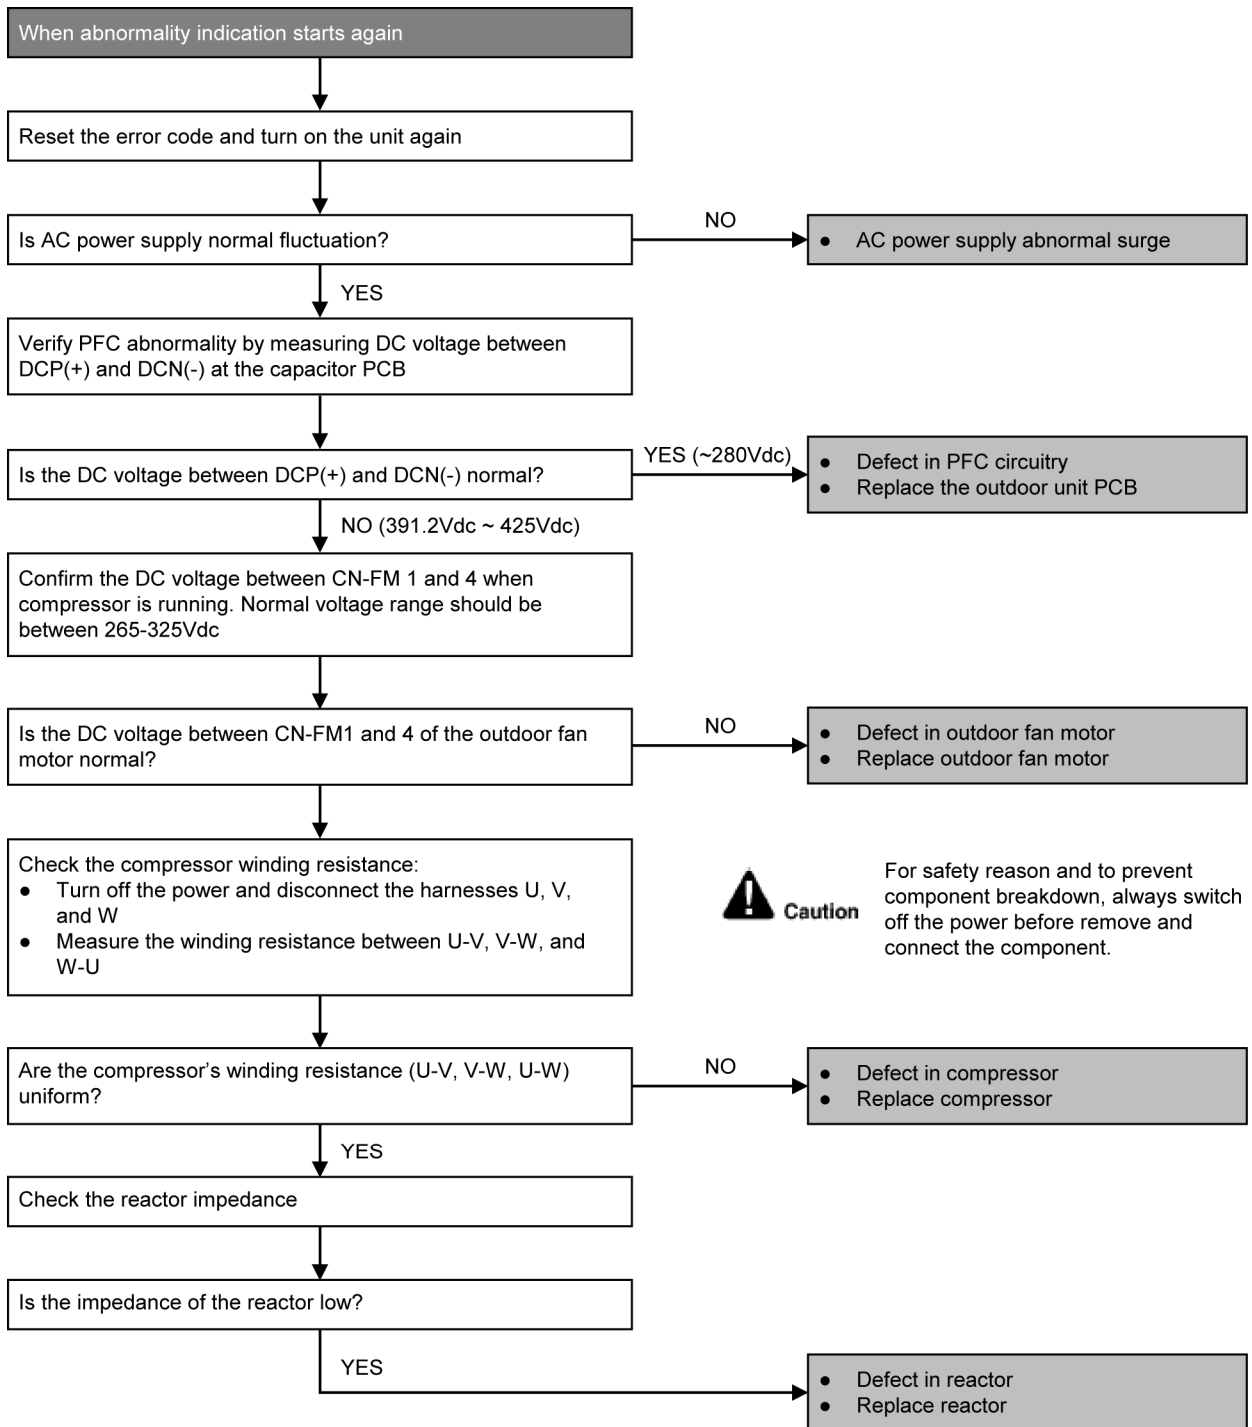 When abnormality indication starts again
Reset the error code and turn on the unit again
Is AC power supply normal fluctuation?
NO
● AC power supply abnormal surge
YES
Verify PFC abnormality by measuring DC voltage between
DCP(+) and DCN(-) at the capacitor PCB
Is the DC voltage between DCP(+) and DCN(-) normal?
YES (~280Vdc)
● Defect in PFC circuitry
● Replace the outdoor unit PCB
NO (391.2Vdc ~ 425Vdc)
Confirm the DC voltage between CN-FM 1 and 4 when
compressor is running. Normal voltage range should be
between 265-325Vdc
Is the DC voltage between CN-FM1 and 4 of the outdoor fan
motor normal?
NO
● Defect in outdoor fan motor
● Replace outdoor fan motor
Check the compressor winding resistance:
● Turn off the power and disconnect the harnesses U, V,
and W
● Measure the winding resistance between U-V, V-W, and
W-U
Caution
For safety reason and to prevent
component breakdown, always switch
off the power before remove and
connect the component.
Are the compressor’s winding resistance (U-V, V-W, U-W)
uniform?
NO
● Defect in compressor
● Replace compressor
YES
Check the reactor impedance
Is the impedance of the reactor low?
YES
● Defect in reactor
● Replace reactor